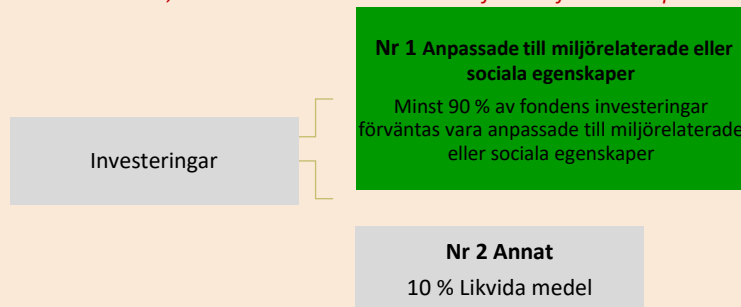 Nr 1 Anpassade till miljörelaterade eller
sociala egenskaper
Minst 90 % av fondens investeringar
förväntas vara anpassade till miljörelaterade
eller sociala egenskaper
Investeringar
Nr 2 Annat
10 % Likvida medel